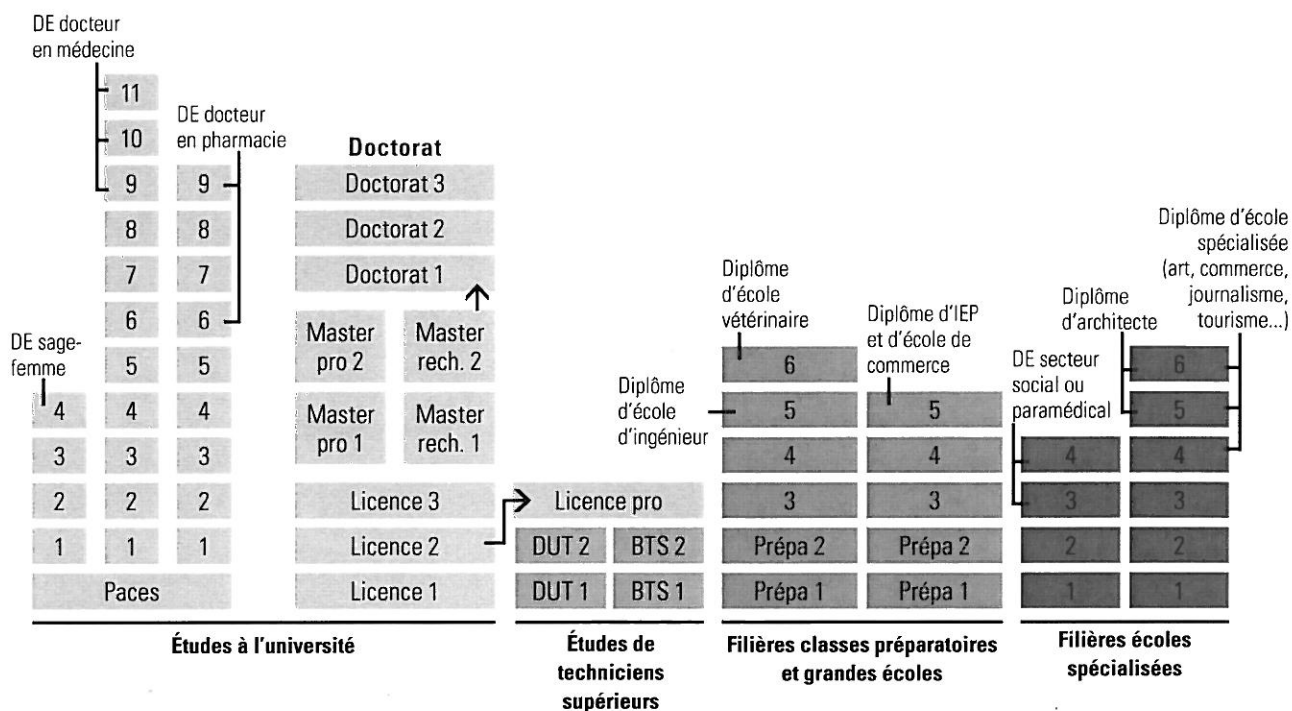 DE docteur
en médecine
11
10
9
8
7
6
5
4
3
2
1
DE docteur
en pharmacie
9
8
7
6
5
4
3
2
1
DE sage-
femme
4
3
2
1
Paces
Doctorat
Doctorat 3
Doctorat 2
Doctorat 1
Master
pro 2
Master
rech. 2
Master
pro 1
Master
rech. 1
Licence 3
Licence 2
Licence 1
Études à l'université
Licence pro
DUT 2
BTS 2
DUT 1
BTS 1
Études de
techniciens
supérieurs
Diplôme
d'école
vétérinaire
Diplôme
d'école
d'ingénieur
6
5
4
3
Prépa 2
Prépa 1
Diplôme d'IEP
et d'école de
commerce
5
4
3
Prépa 2
Prépa 1
Filières classes préparatoires
et grandes écoles
DE secteur
social ou
paramédical
4
3
2
1
Diplôme
d'architecte
Diplôme d'école
spécialisée
(art, commerce,
journalisme,
tourisme...)
6
5
4
3
2
1
Filières écoles
spécialisées